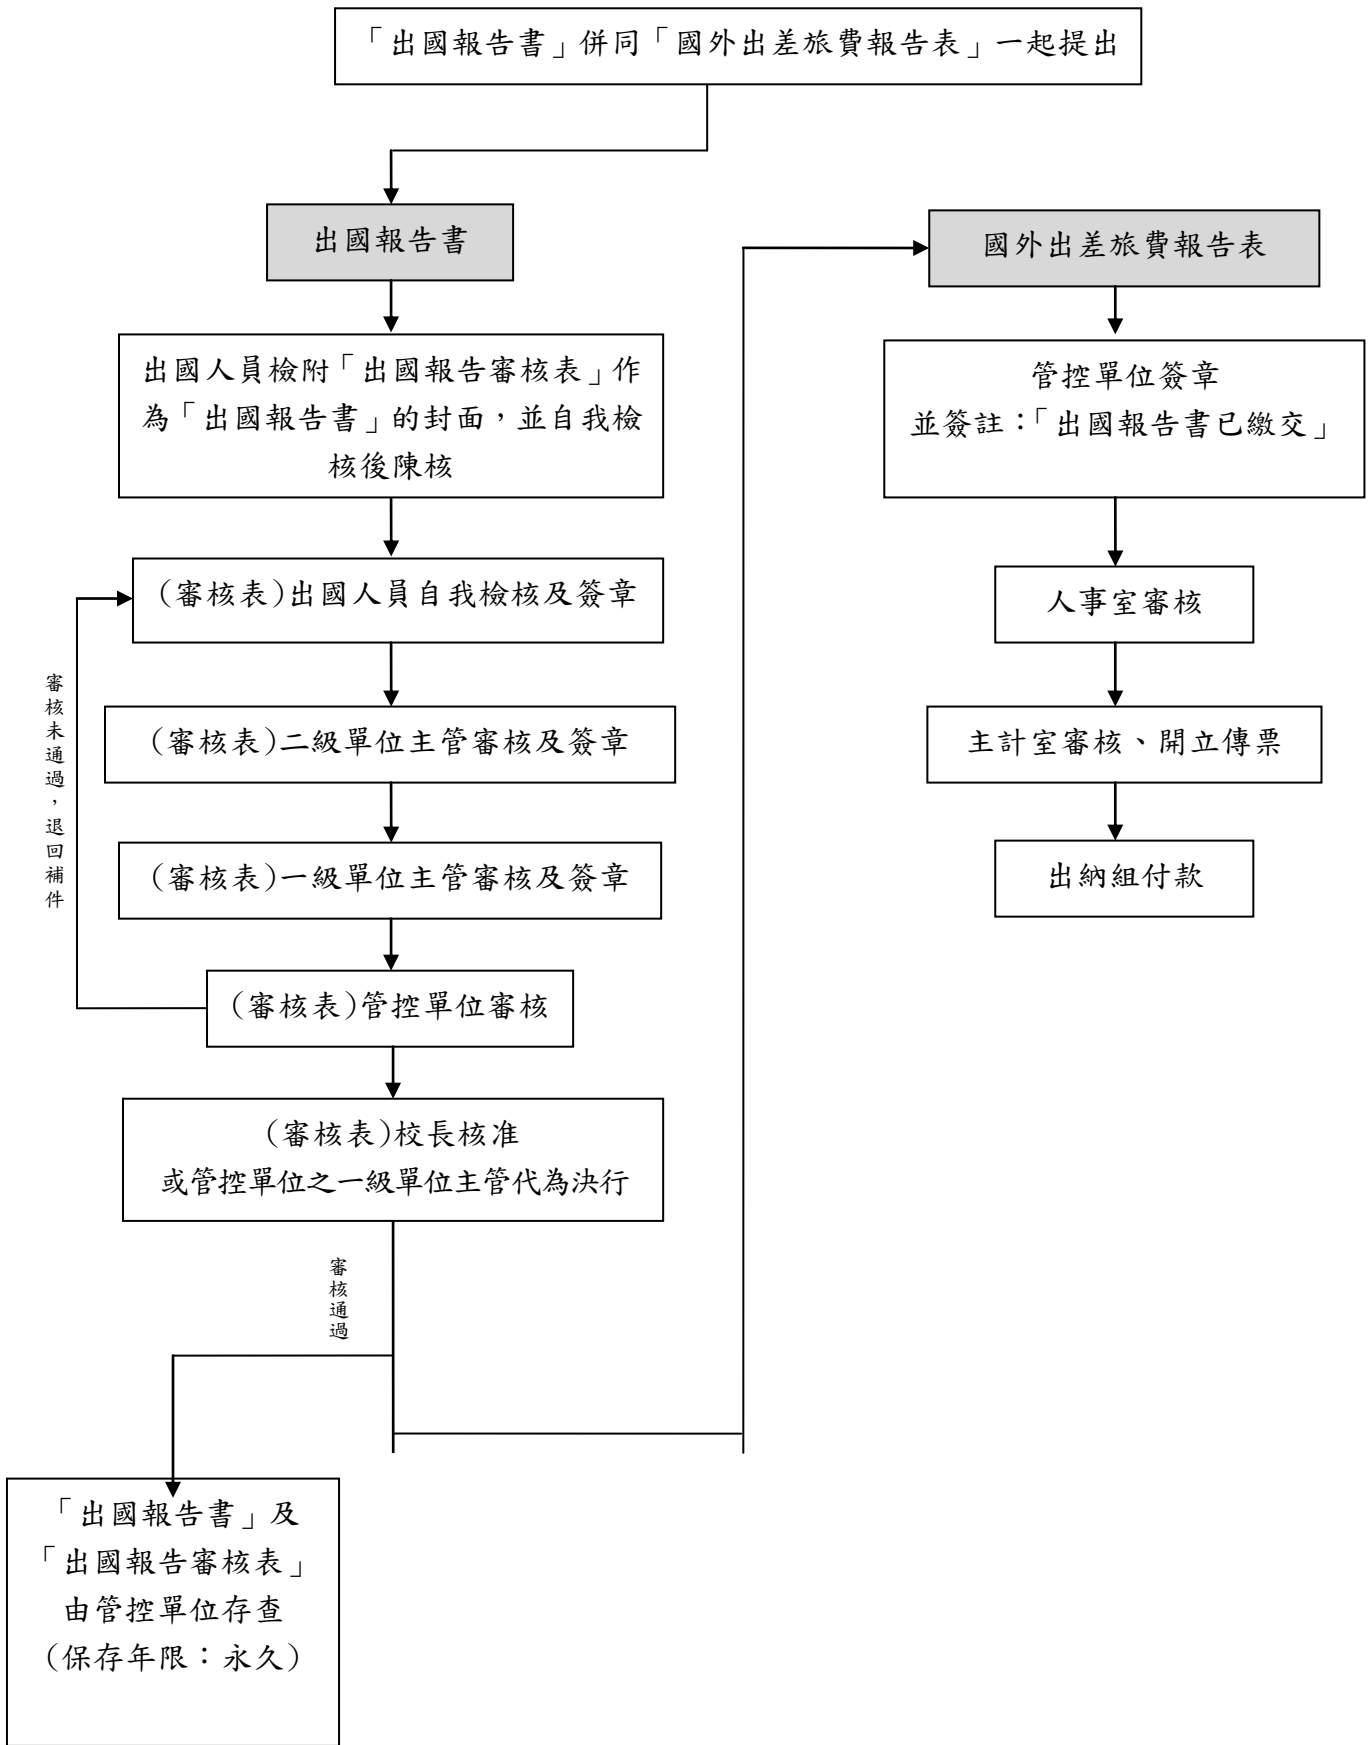 「出國報告書」併同「國外出差旅費報告表」一起提出
出國報告書
出國人員檢附「出國報告審核表」作
為「出國報告書」的封面，並自我檢
核後陳核
(審核表)出國人員自我檢核及簽章
(審核表)二級單位主管審核及簽章
(審核表)一級單位主管審核及簽章
(審核表)管控單位審核
審核未通過，退回補件
(審核表)校長核准
或管控單位之一級單位主管代為決行
審核通過
「出國報告書」及
「出國報告審核表」
由管控單位存查
(保存年限：永久)
國外出差旅費報告表
管控單位簽章
並簽註：「出國報告書已繳交」
人事室審核
主計室審核、開立傳票
出納組付款